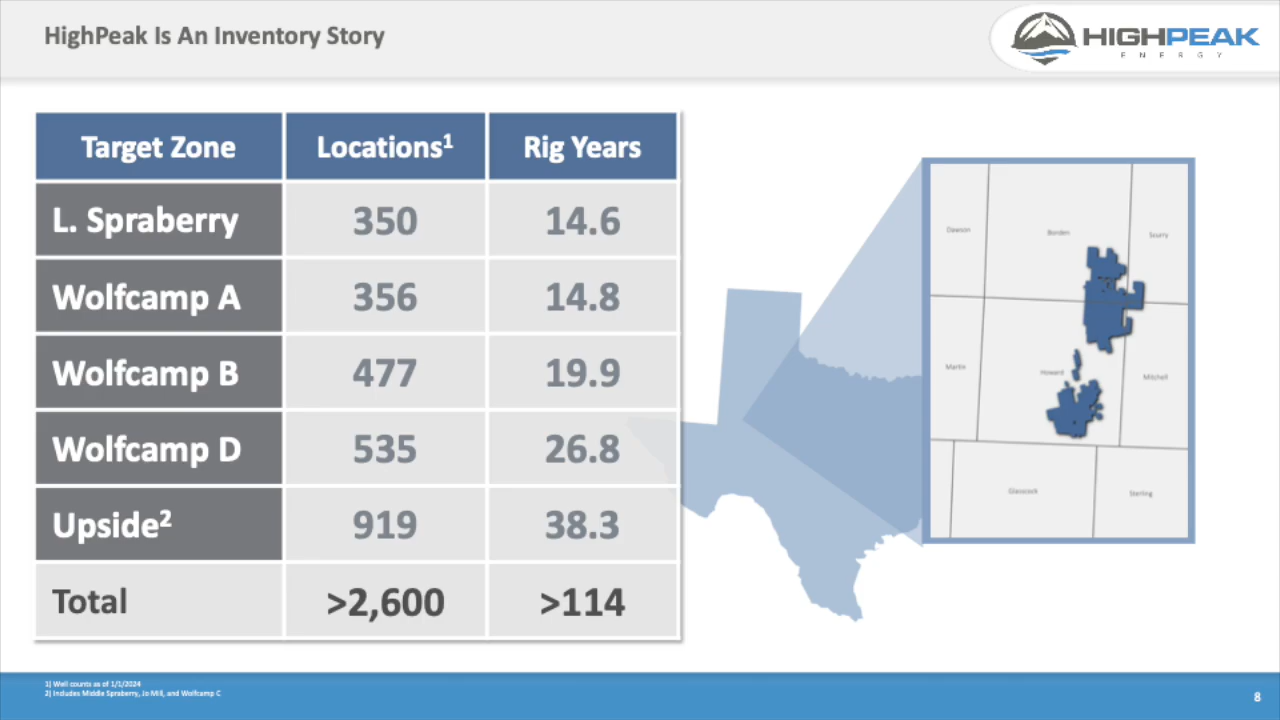 HighPeak Is An Inventory Story
HIGHPEAK
ENERGY
Target Zone Locations¹ Rig Years
L. Spraberry 350 14.6
Wolfcamp A 356 14.8
Wolfcamp B 477 19.9
Wolfcamp D 535 26.8
Upside² 919 38.3
Total >2,600 >114
Dawson Borden Scurry
Martin Howard Mitchell
Glasscock Sterling
1) Well counts as of 1/1/2024
2) Includes Middle Spraberry, Jo Mill, and Wolfcamp C
8